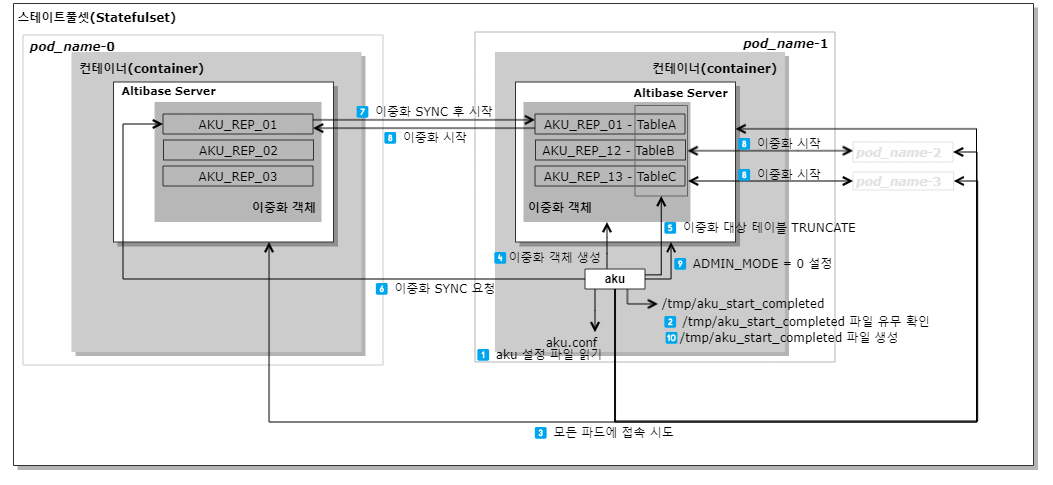 스테이트풀셋(Statefulset)
pod_name-0
컨테이너(container)
Altibase Server
AKU_REP_01
AKU_REP_02
AKU_REP_03
이중화 객체
7 이중화 SYNC 후 시작
8 이중화 시작
pod_name-1
컨테이너(container)
Altibase Server
AKU_REP_01 - TableA
AKU_REP_12 - TableB
AKU_REP_13 - TableC
이중화 객체
8 이중화 시작
pod_name-2
8 이중화 시작
pod_name-3
5 이중화 대상 테이블 TRUNCATE
4 이중화 객체 생성
9 ADMIN_MODE = 0 설정
aku
6 이중화 SYNC 요청
/tmp/aku_start_completed
2 /tmp/aku_start_completed 파일 유무 확인
10 /tmp/aku_start_completed 파일 생성
aku.conf
1 aku 설정 파일 읽기
3 모든 파드에 접속 시도